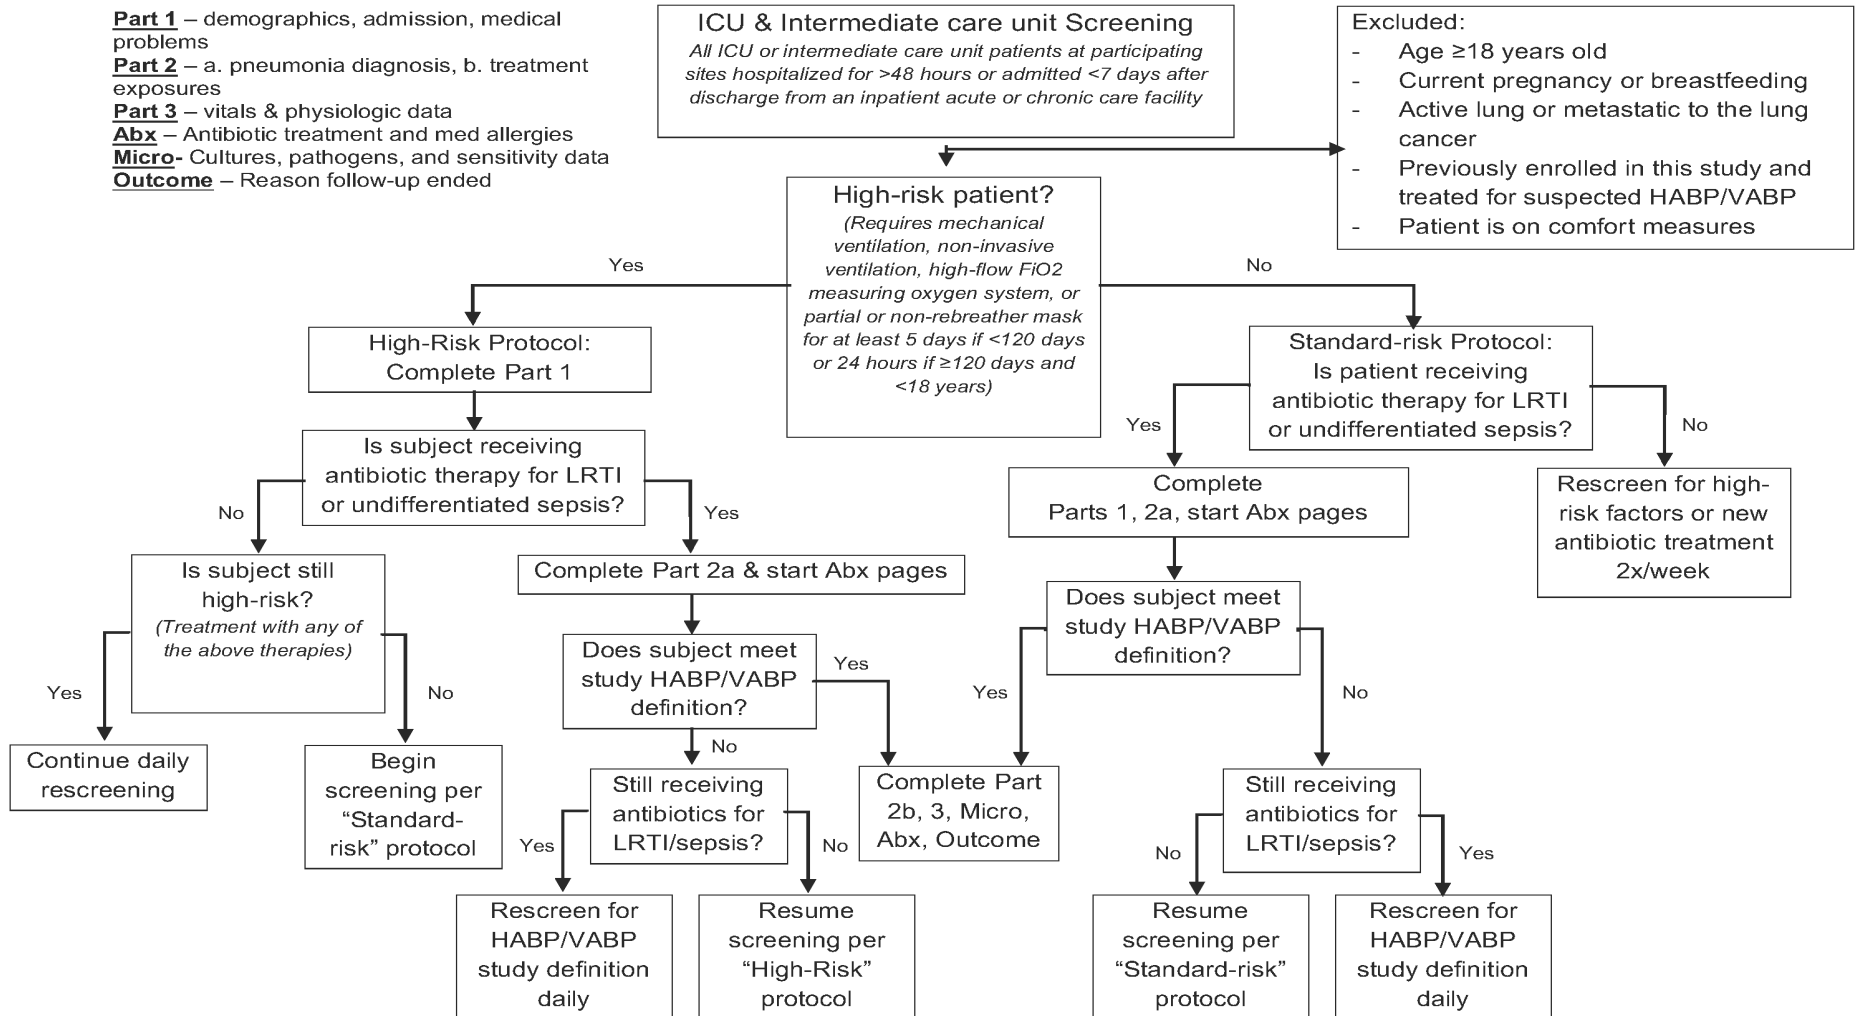 Part 1 – demographics, admission, medical
problems
Part 2 – a. pneumonia diagnosis, b. treatment
exposures
Part 3 – vitals & physiologic data
Abx – Antibiotic treatment and med allergies
Micro- Cultures, pathogens, and sensitivity data
Outcome – Reason follow-up ended
ICU & Intermediate care unit Screening
All ICU or intermediate care unit patients at participating
sites hospitalized for >48 hours or admitted <7 days after
discharge from an inpatient acute or chronic care facility
Excluded:
- Age ≥18 years old
- Current pregnancy or breastfeeding
- Active lung or metastatic to the lung
cancer
- Previously enrolled in this study and
treated for suspected HABP/VABP
- Patient is on comfort measures
High-risk patient?
(Requires mechanical
ventilation, non-invasive
ventilation, high-flow FiO2
measuring oxygen system, or
partial or non-rebreather mask
for at least 5 days if <120 days
or 24 hours if ≥120 days and
<18 years)
Yes
No
High-Risk Protocol:
Complete Part 1
Is subject receiving
antibiotic therapy for LRTI
or undifferentiated sepsis?
No
Yes
Is subject still
high-risk?
(Treatment with any of
the above therapies)
Yes
No
Continue daily
rescreening
Begin
screening per
“Standard-
risk” protocol
Complete Part 2a & start Abx pages
Does subject meet
study HABP/VABP
definition?
Yes
No
Still receiving
antibiotics for
LRTI/sepsis?
Yes
No
Rescreen for
HABP/VABP
study definition
daily
Resume
screening per
“High-Risk”
protocol
Complete Part
2b, 3, Micro,
Abx, Outcome
Standard-risk Protocol:
Is patient receiving
antibiotic therapy for LRTI
or undifferentiated sepsis?
Yes
No
Complete
Parts 1, 2a, start Abx pages
Rescreen for high-
risk factors or new
antibiotic treatment
2x/week
Does subject meet
study HABP/VABP
definition?
Yes
No
Still receiving
antibiotics for
LRTI/sepsis?
No
Yes
Resume
screening per
“Standard-risk”
protocol
Rescreen for
HABP/VABP
study definition
daily